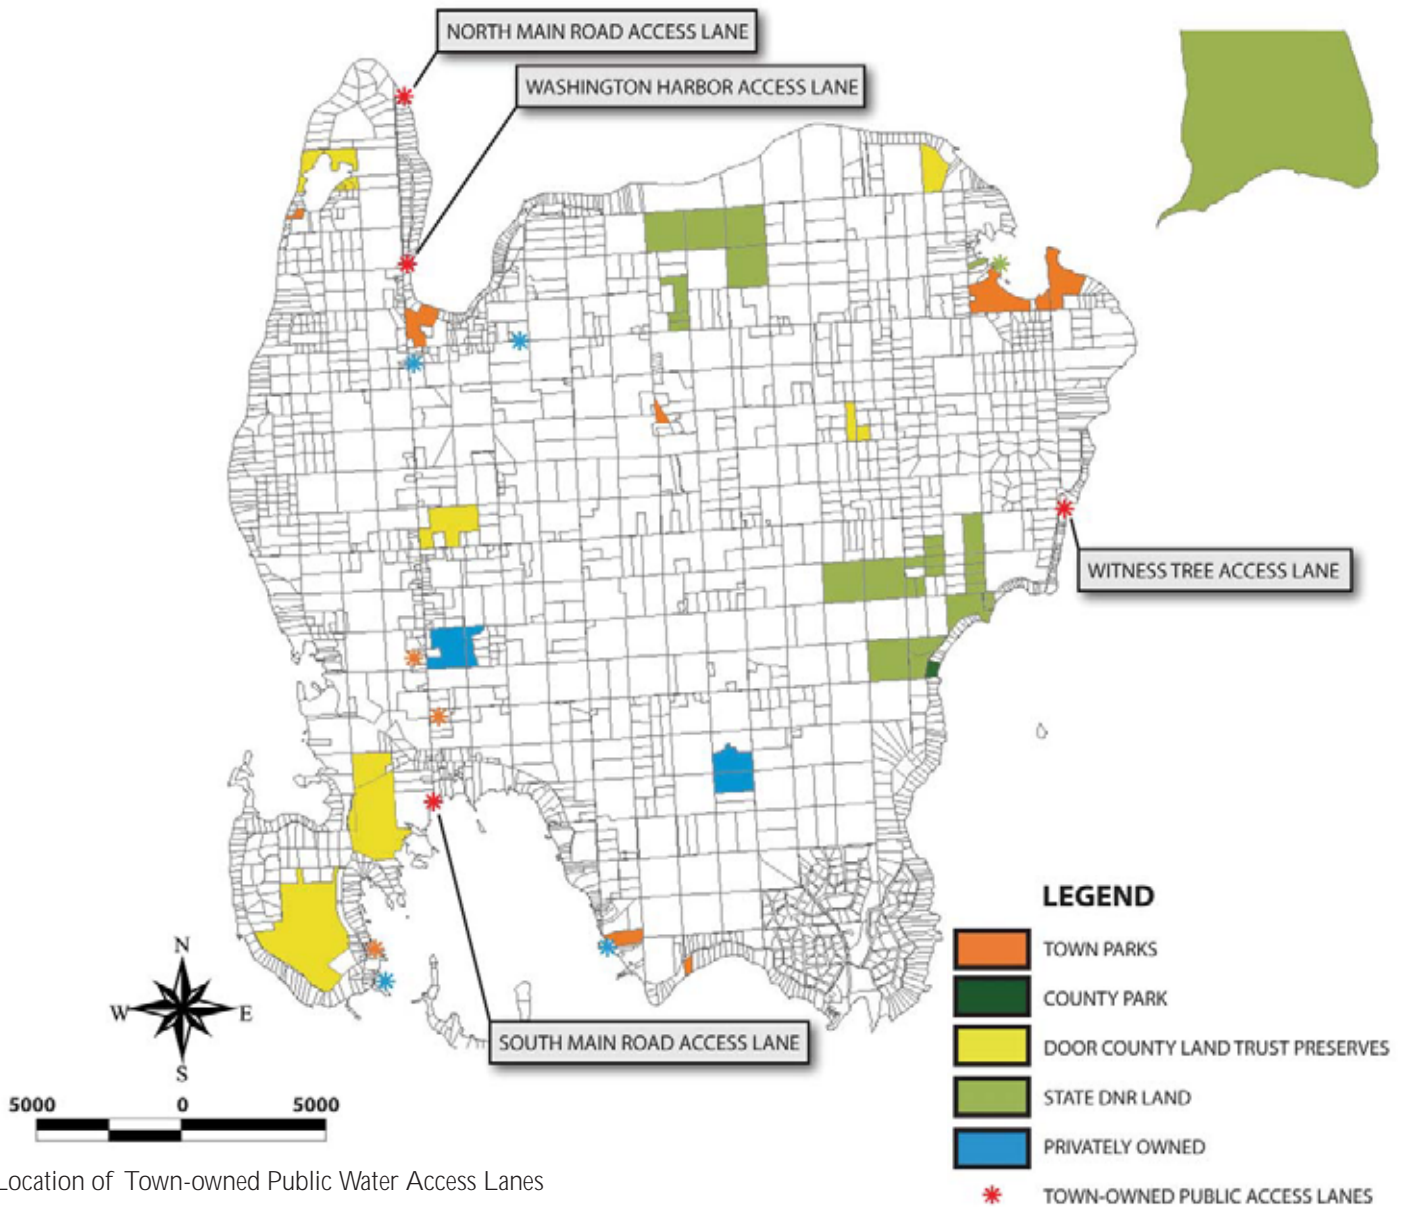 NORTH MAIN ROAD ACCESS LANE
WASHINGTON HARBOR ACCESS LANE
WITNESS TREE ACCESS LANE
SOUTH MAIN ROAD ACCESS LANE
N
W
E
S
5000 0 5000
LEGEND
TOWN PARKS
COUNTY PARK
DOOR COUNTY LAND TRUST PRESERVES
STATE DNR LAND
PRIVATELY OWNED
TOWN-OWNED PUBLIC ACCESS LANES
Location of Town-owned Public Water Access Lanes